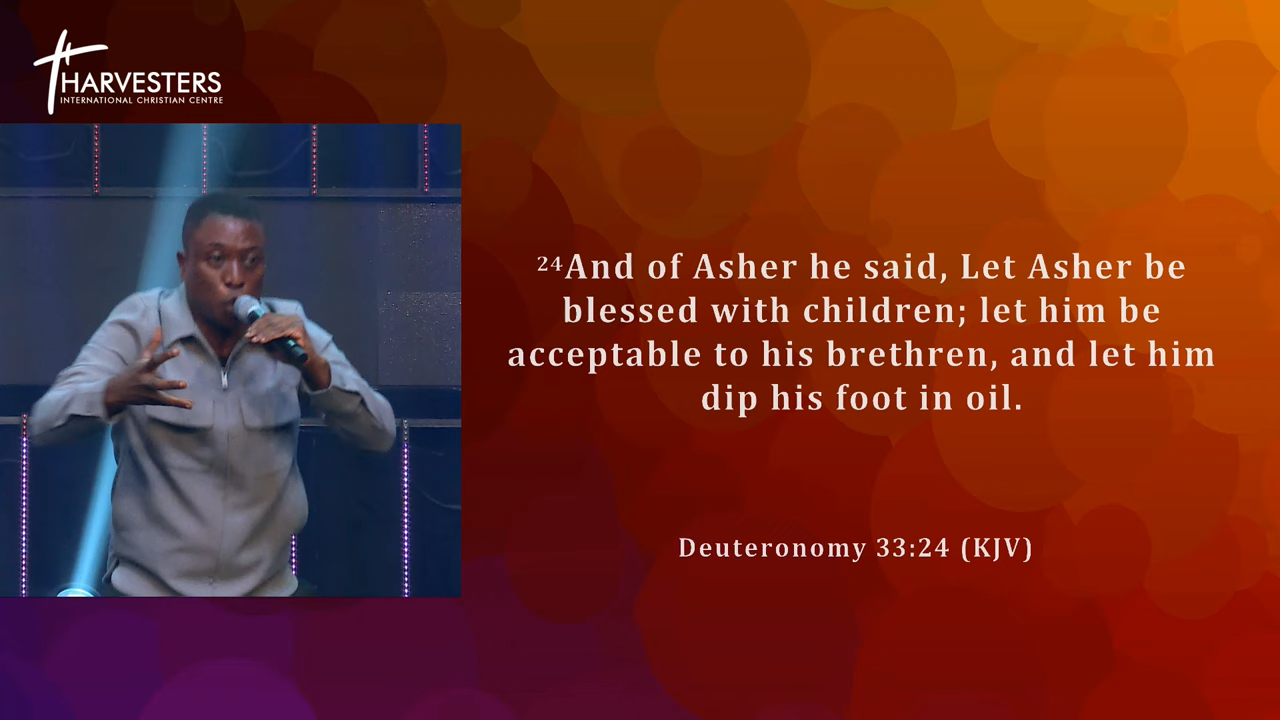 HARVESTERS
INTERNATIONAL CHRISTIAN CENTRE
24And of Asher he said, Let Asher be
blessed with children; let him be
acceptable to his brethren, and let him
dip his foot in oil.
Deuteronomy 33:24 (KJV)